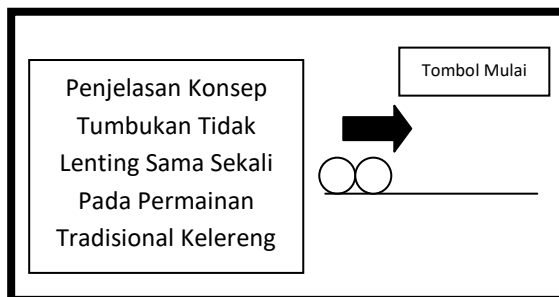 Penjelasan Konsep
Tumbukan Tidak
Lenting Sama Sekali
Pada Permainan
Tradisional Kelereng
Tombol Mulai